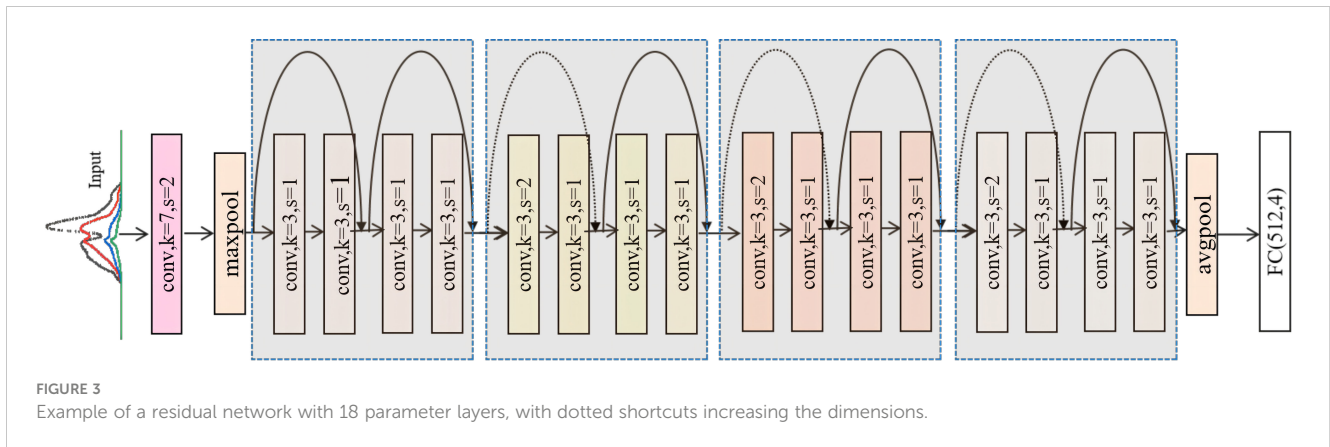 Input
conv,k=7,s=2
maxpool
conv,k=3,s=1
conv,k=3,s=1
conv,k=3,s=1
conv,k=3,s=1
conv,k=3,s=2
conv,k=3,s=1
conv,k=3,s=1
conv,k=3,s=1
conv,k=3,s=2
conv,k=3,s=1
conv,k=3,s=1
conv,k=3,s=1
conv,k=3,s=2
conv,k=3,s=1
conv,k=3,s=1
conv,k=3,s=1
avgpool
FC(512,4)
FIGURE 3
Example of a residual network with 18 parameter layers, with dotted shortcuts increasing the dimensions.